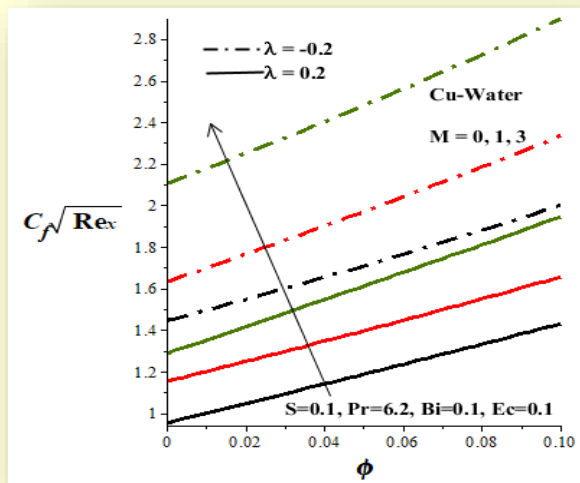 2.8
2.6
2.4
2.2
2
1.8
1.6
1.4
1.2
1
0
0.02
0.04
0.06
0.08
0.10
C_f√Re_x
ϕ
λ = -0.2
λ = 0.2
Cu-Water
M = 0, 1, 3
S=0.1, Pr=6.2, Bi=0.1, Ec=0.1